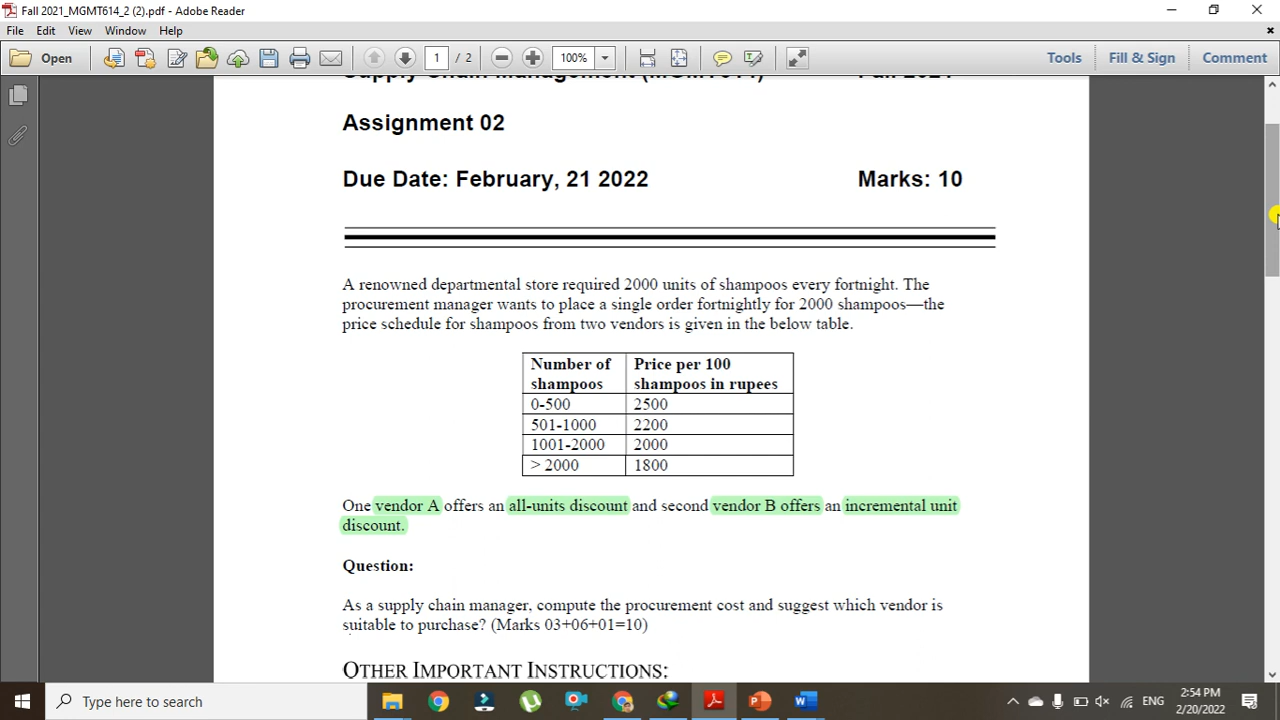 Fall 2021_MGMT614_2 (2).pdf - Adobe Reader
File Edit View Window Help
Open 1 / 2 100% Tools Fill & Sign Comment
Supply Chain Management (MGMT614) Fall 2021
Assignment 02
Due Date: February, 21 2022 Marks: 10
A renowned departmental store required 2000 units of shampoos every fortnight. The
procurement manager wants to place a single order fortnightly for 2000 shampoos—the
price schedule for shampoos from two vendors is given in the below table.
Number of Price per 100
shampoos shampoos in rupees
0-500 2500
501-1000 2200
1001-2000 2000
> 2000 1800
One vendor A offers an all-units discount and second vendor B offers an incremental unit
discount.
Question:
As a supply chain manager, compute the procurement cost and suggest which vendor is
suitable to purchase? (Marks 03+06+01=10)
OTHER IMPORTANT INSTRUCTIONS:
Type here to search ENG 2:54 PM
2/20/2022